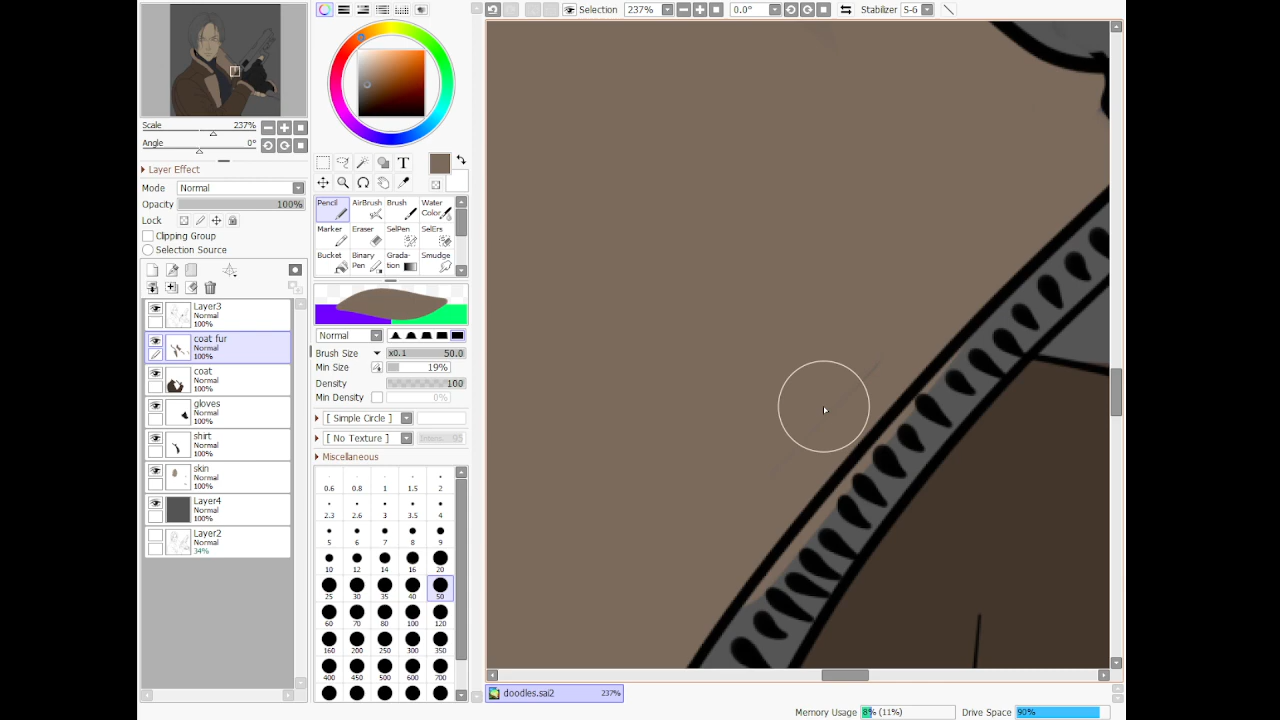 Selection 237% 0.0° Stabilizer S-6
Scale 237%
Angle 0°
Layer Effect
Mode Normal
Opacity 100%
Lock
Clipping Group
Selection Source
Layer3
Normal
100%
coat fur
Normal
100%
coat
Normal
100%
gloves
Normal
100%
shirt
Normal
100%
skin
Normal
100%
Layer4
Normal
100%
Layer2
Normal
34%
T
Pencil AirBrush Brush Water Color
Marker Eraser SelPen SelErs
Bucket Binary Pen Grada- tion Smudge
Normal
Brush Size x0.1 50.0
Min Size 19%
Density 100
Min Density 0%
[ Simple Circle ]
[ No Texture ] Intens. 95
Miscellaneous
0.6 0.8 1 1.5 2
2.3 2.6 3 3.5 4
5 6 7 8 9
10 12 14 16 20
25 30 35 40 50
60 70 80 100 120
160 200 250 300 350
400 450 500 600 700
doodles.sai2 237%
Memory Usage 8% (11%) Drive Space 90%